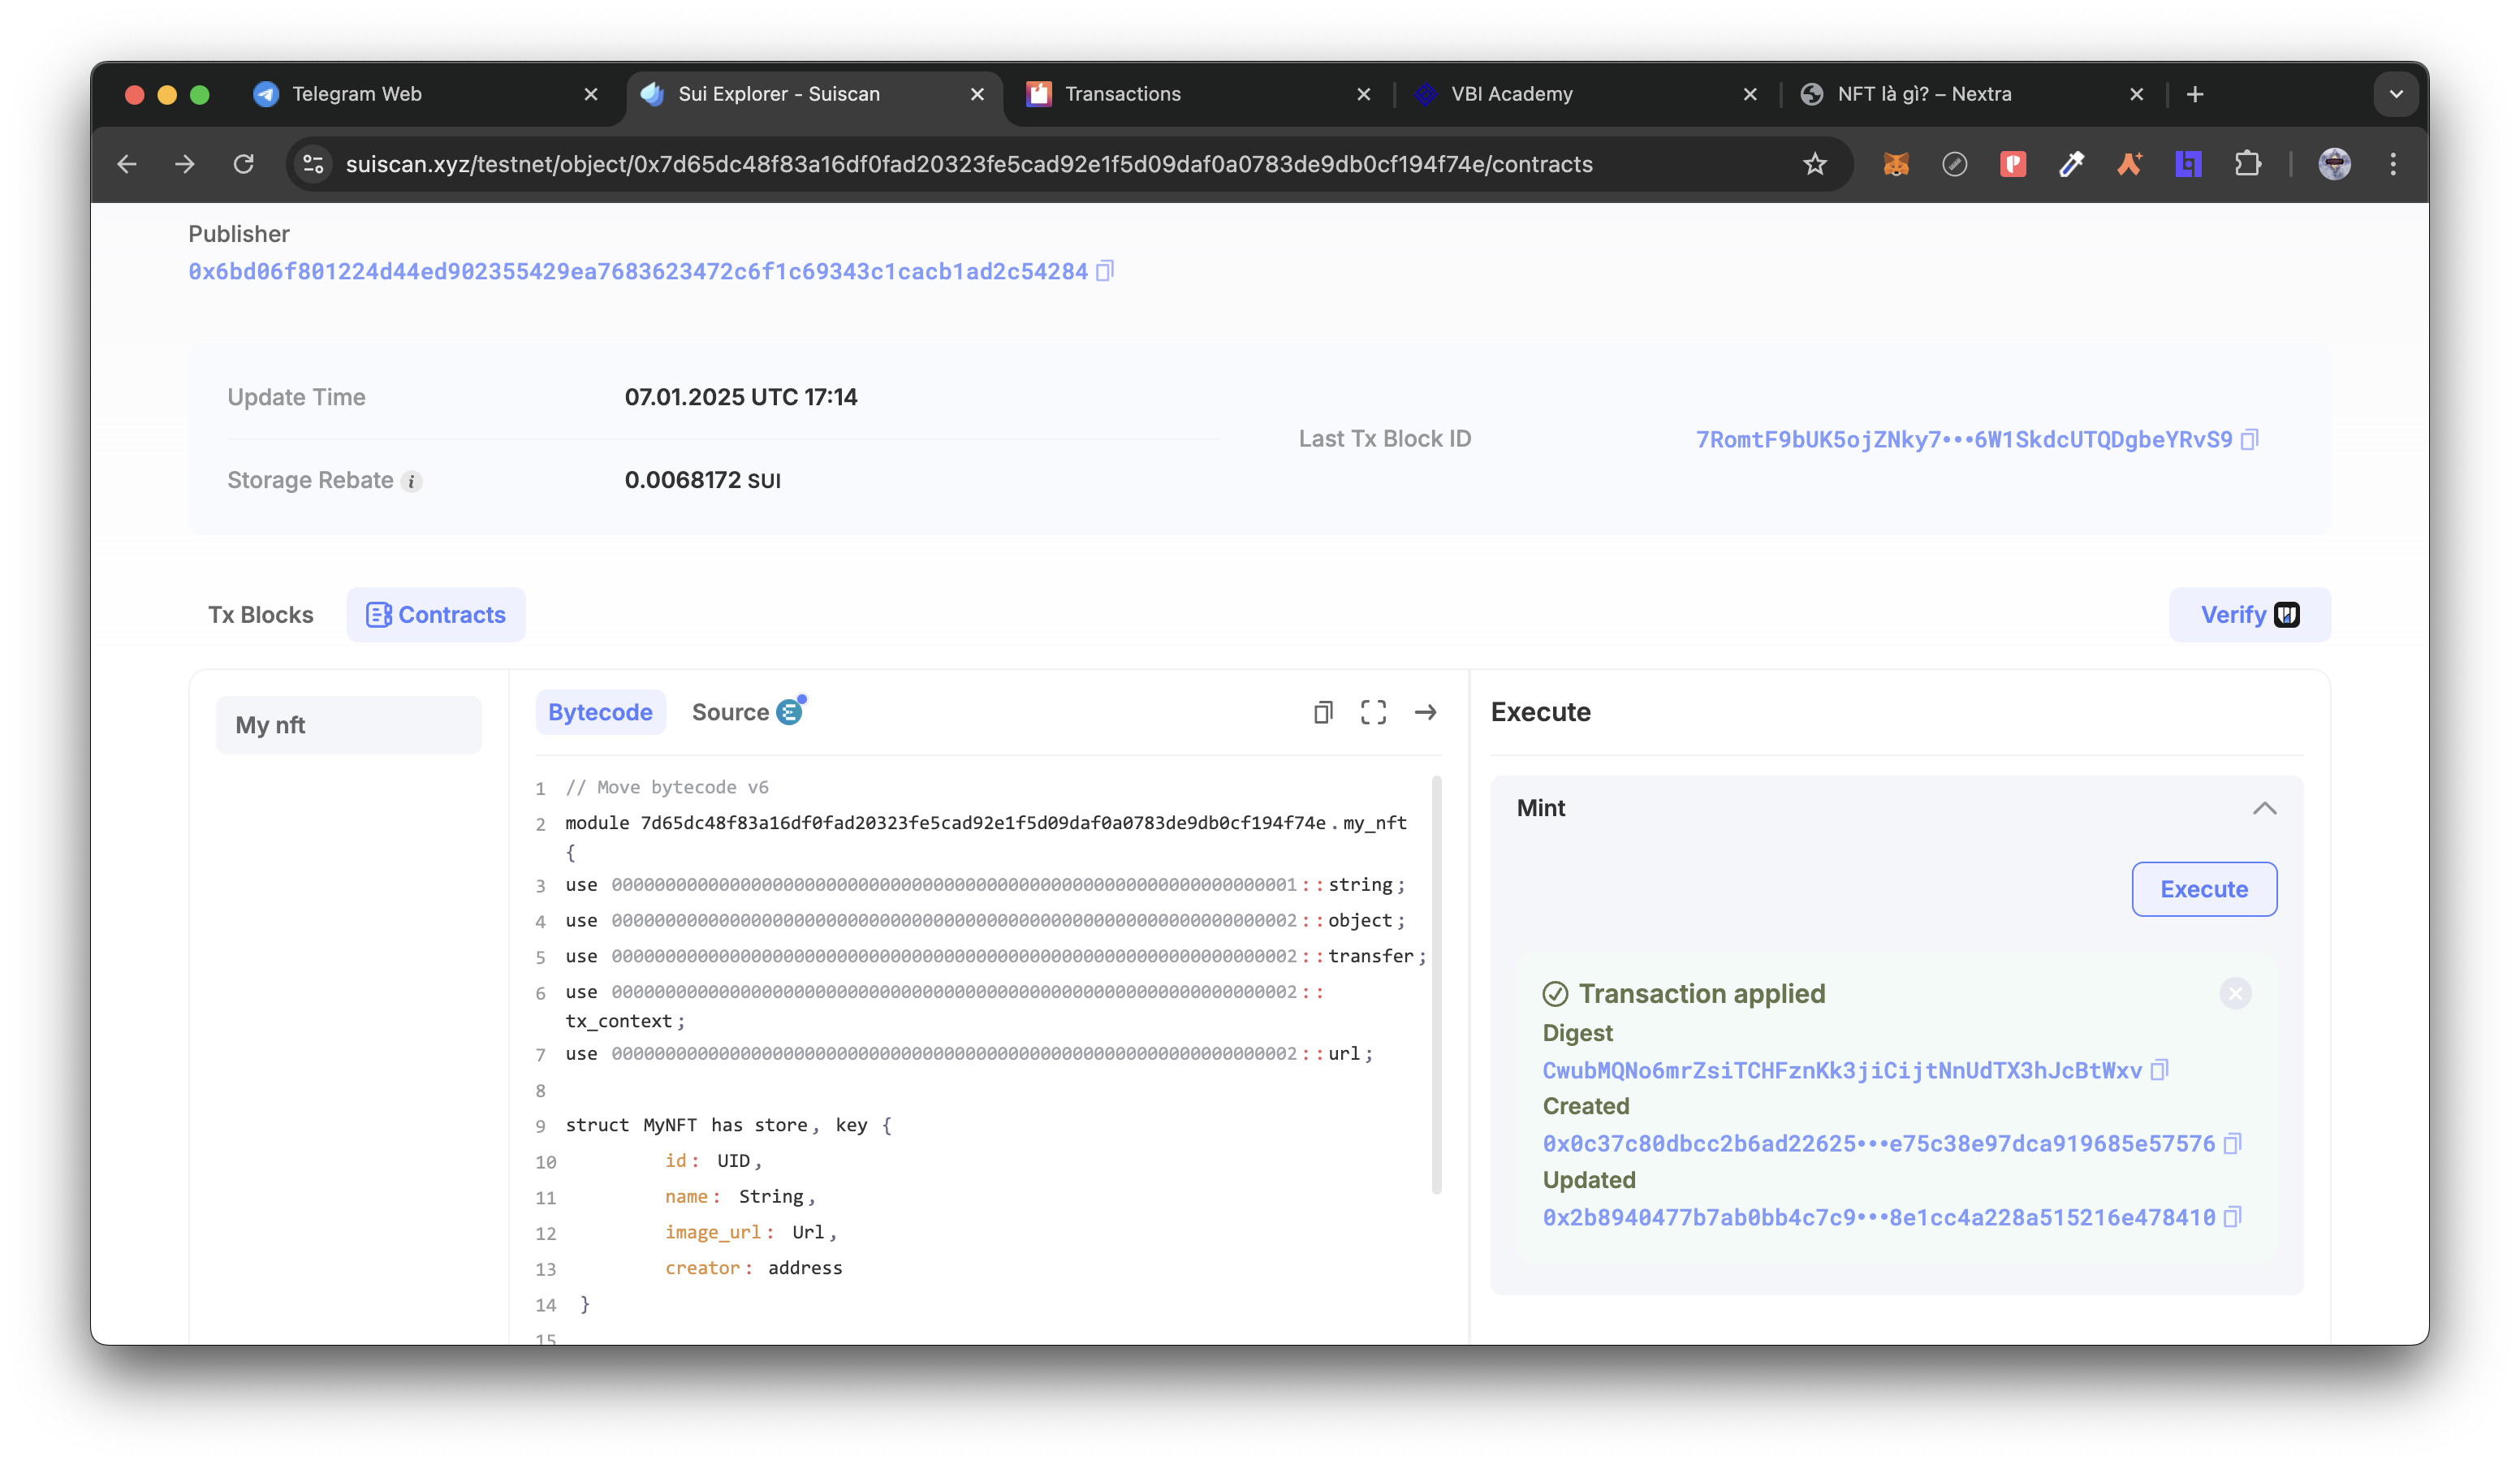 Telegram Web
Sui Explorer - Suiscan
Transactions
VBI Academy
NFT là gì? – Nextra
suiscan.xyz/testnet/object/0x7d65dc48f83a16df0fad20323fe5cad92e1f5d09daf0a0783de9db0cf194f74e/contracts
Publisher
0x6bd06f801224d44ed902355429ea7683623472c6f1c69343c1cacb1ad2c54284
Update Time
07.01.2025 UTC 17:14
Storage Rebate
0.0068172 SUI
Last Tx Block ID
7RomtF9bUK5ojZNky7•••6W1SkdcUTQDgbeYRvS9
Tx Blocks
Contracts
Verify
My nft
Bytecode
Source
1 // Move bytecode v6
2 module 7d65dc48f83a16df0fad20323fe5cad92e1f5d09daf0a0783de9db0cf194f74e.my_nft
{
3 use 0000000000000000000000000000000000000000000000000000000000000001::string;
4 use 0000000000000000000000000000000000000000000000000000000000000002::object;
5 use 0000000000000000000000000000000000000000000000000000000000000002::transfer;
6 use 0000000000000000000000000000000000000000000000000000000000000002::
tx_context;
7 use 0000000000000000000000000000000000000000000000000000000000000002::url;
8
9 struct MyNFT has store, key {
10 id: UID,
11 name: String,
12 image_url: Url,
13 creator: address
14 }
15
Execute
Mint
Execute
Transaction applied
Digest
CwubMQNo6mrZsiTCHFznKk3jiCijtNnUdTX3hJcBtWxv
Created
0x0c37c80dbcc2b6ad22625•••e75c38e97dca919685e57576
Updated
0x2b8940477b7ab0bb4c7c9•••8e1cc4a228a515216e478410